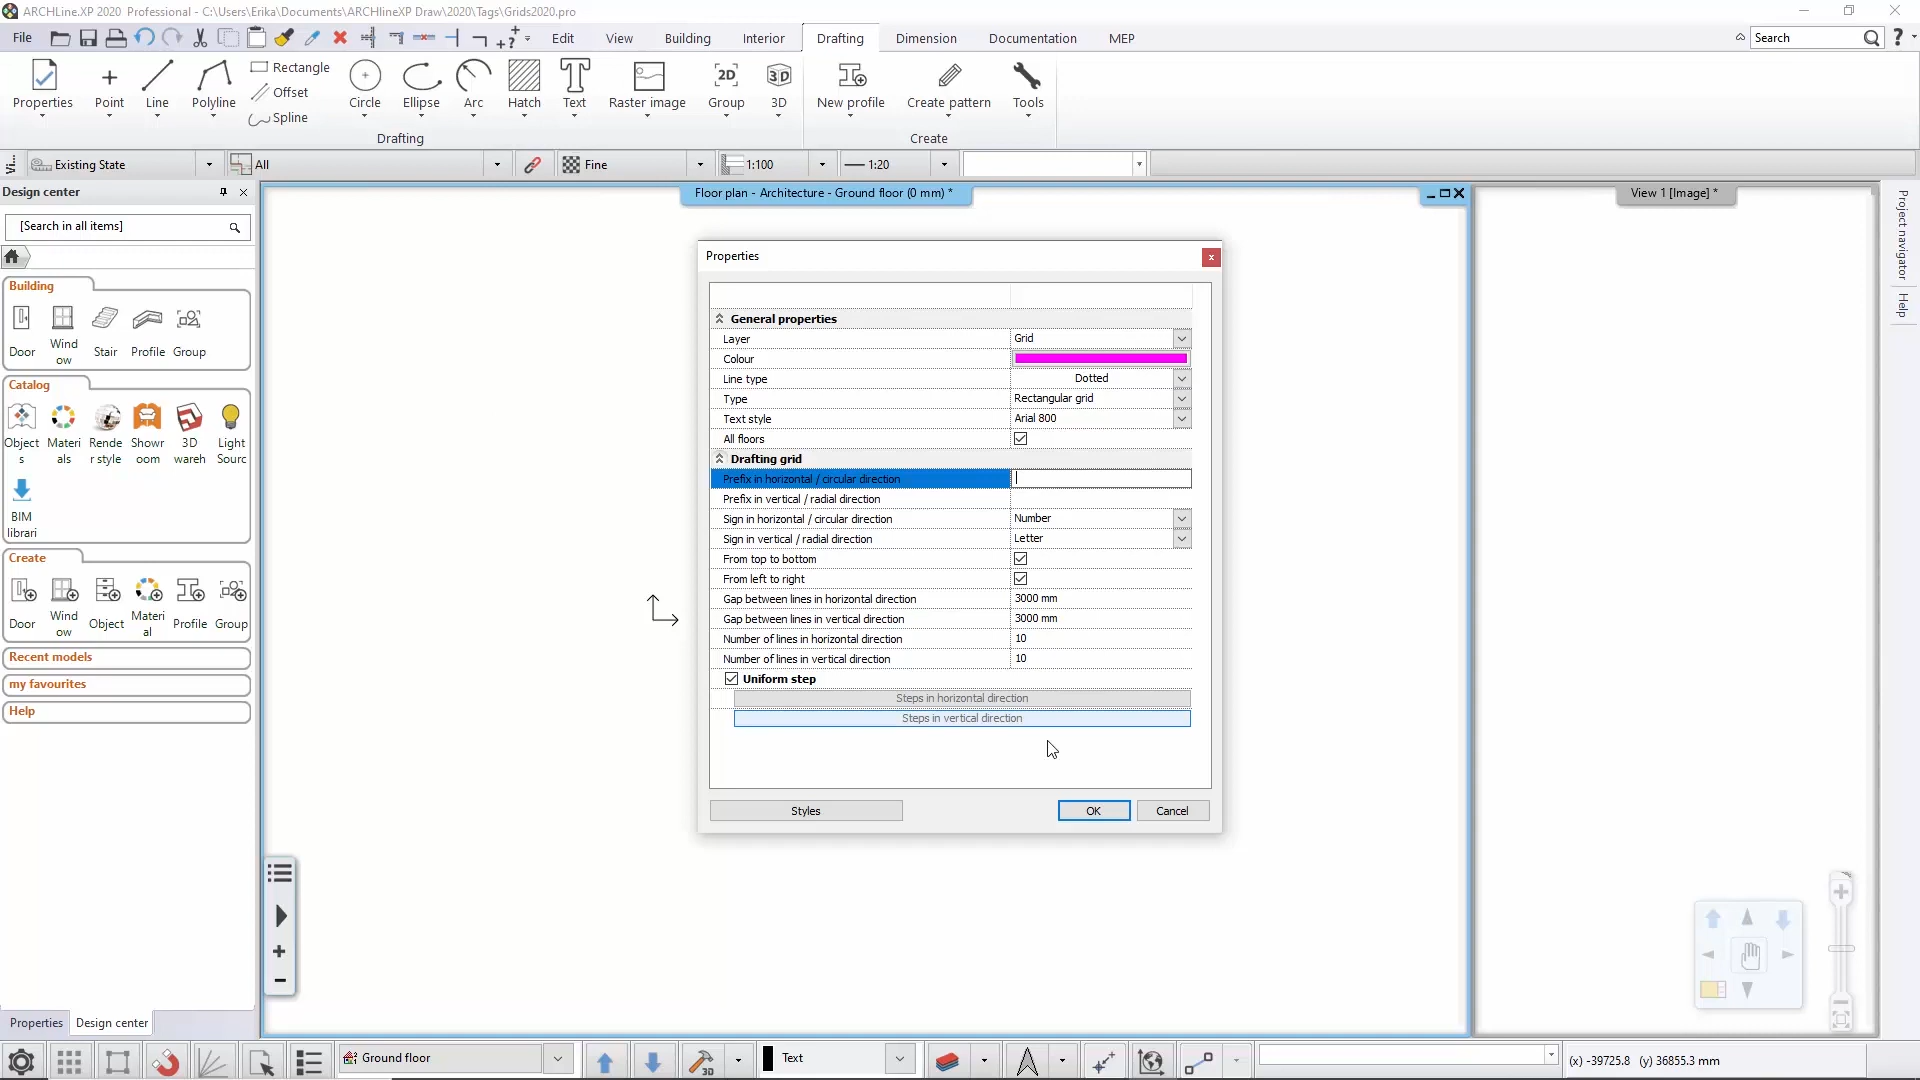 ARCHLine.XP 2020 Professional - C:\Users\Erika\Documents\ARCHlineXP Draw\2020\Tags\Grids2020.pro
File
Edit
View
Building
Interior
Drafting
Dimension
Documentation
MEP
Search
?
Properties
Point
Line
Polyline
Rectangle
Offset
Spline
Circle
Ellipse
Arc
Hatch
Text
Raster image
2D
Group
3D
3D
New profile
Create pattern
Tools
Drafting
Create
Existing State
All
Fine
1:100
1:20
Design center
[Search in all items]
Building
Door
Wind
ow
Stair
Profile
Group
Catalog
Object
s
Materi
als
Rende
r style
Showr
oom
3D
wareh
Light
Sourc
BIM
librari
Create
Door
Wind
ow
Object
Materi
al
Profile
Group
Recent models
my favourites
Help
Properties
Design center
Floor plan - Architecture - Ground floor (0 mm) *
View 1 [Image] *
Project navigator
Help
Properties
General properties
Layer
Grid
Colour
Line type
Dotted
Type
Rectangular grid
Text style
Arial 800
All floors
Drafting grid
Prefix in horizontal / circular direction
Prefix in vertical / radial direction
Sign in horizontal / circular direction
Number
Sign in vertical / radial direction
Letter
From top to bottom
From left to right
Gap between lines in horizontal direction
3000 mm
Gap between lines in vertical direction
3000 mm
Number of lines in horizontal direction
10
Number of lines in vertical direction
10
Uniform step
Steps in horizontal direction
Steps in vertical direction
Styles
OK
Cancel
Ground floor
3D
Text
(x) -39725.8 (y) 36855.3 mm